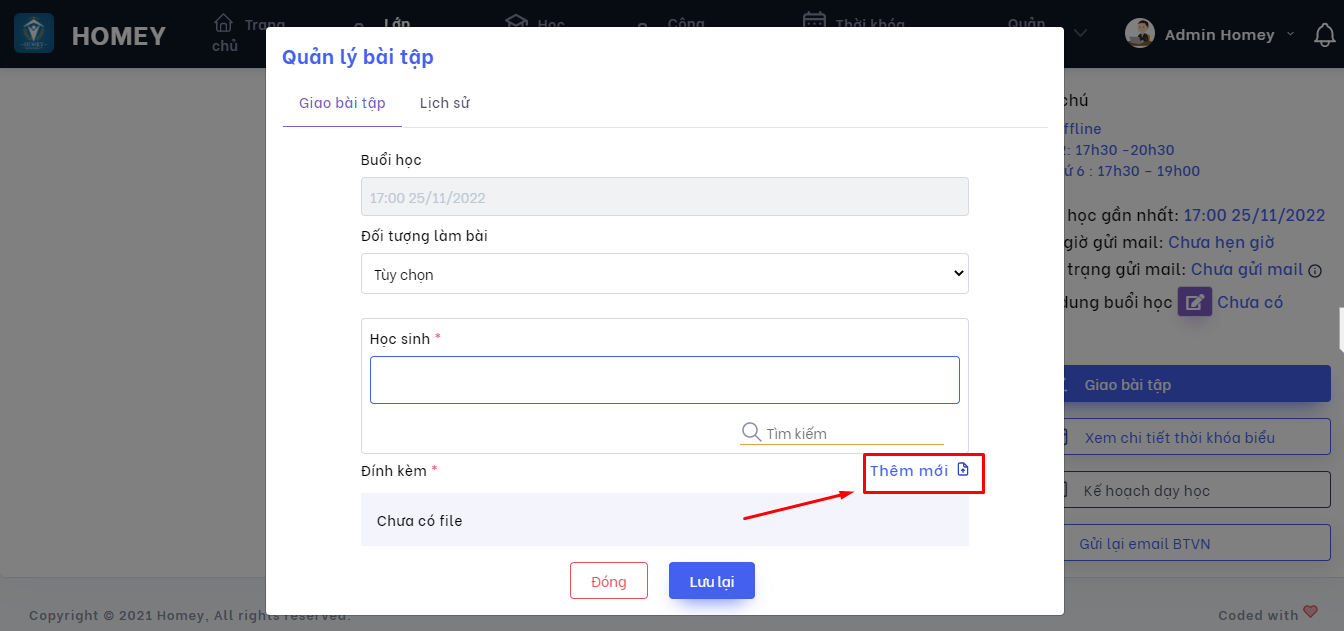 HOMEY
Trang chủ
Lớp
Học
Công
Thời khóa
Quản
Admin Homey
Quản lý bài tập
Giao bài tập
Lịch sử
Buổi học
17:00 25/11/2022
Đối tượng làm bài
Tùy chọn
Học sinh *
Tìm kiếm
Đính kèm *
Thêm mới
Chưa có file
Đóng
Lưu lại
chú
ffline
: 17h30 -20h30
ứ 6 : 17h30 - 19h00
học gần nhất: 17:00 25/11/2022
giờ gửi mail: Chưa hẹn giờ
trạng gửi mail: Chưa gửi mail
dung buổi học Chưa có
Giao bài tập
Xem chi tiết thời khóa biểu
Kế hoạch dạy học
Gửi lại email BTVN
Copyright © 2021 Homey, All rights reserved.
Coded with